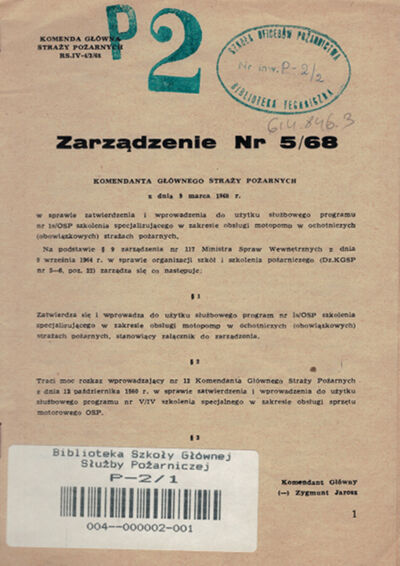 KOMENDA GŁÓWNA
STRAŻY POŻARNYCH
RS.IV-4/2/68
P2
SZKOŁA OFICERÓW POŻARNICTWA
Nr inw. P-2/2
BIBLIOTEKA TECHNICZNA
614.846.3
Zarządzenie Nr 5/68
KOMENDANTA GŁÓWNEGO STRAŻY POŻARNYCH
z dnia 9 marca 1968 r.
w sprawie zatwierdzenia i wprowadzenia do użytku służbowego programu
nr 1s/OSP szkolenia specjalizującego w zakresie obsługi motopomp w ochotniczych
(obowiązkowych) strażach pożarnych.
Na podstawie § 9 zarządzenia nr 117 Ministra Spraw Wewnętrznych z dnia
9 września 1964 r. w sprawie organizacji szkół i szkolenia pożarniczego (Dz.KGSP
nr 5—6, poz. 22) zarządza się co następuje:
§ 1
Zatwierdza się i wprowadza do użytku służbowego program nr 1s/OSP szkolenia
specjalizującego w zakresie obsługi motopomp w ochotniczych (obowiązkowych)
strażach pożarnych, stanowiący załącznik do zarządzenia.
§ 2
Traci moc rozkaz wprowadzający nr 12 Komendanta Głównego Straży Pożarnych
z dnia 12 października 1960 r. w sprawie zatwierdzenia i wprowadzenia do użytku
służbowego programu nr V/IV szkolenia specjalnego w zakresie obsługi sprzętu
motorowego OSP.
§ 3
Biblioteka Szkoły Głównej
Służby Pożarniczej
P-2/1
004--000002-001
Komendant Główny
(—) Zygmunt Jarosz
1